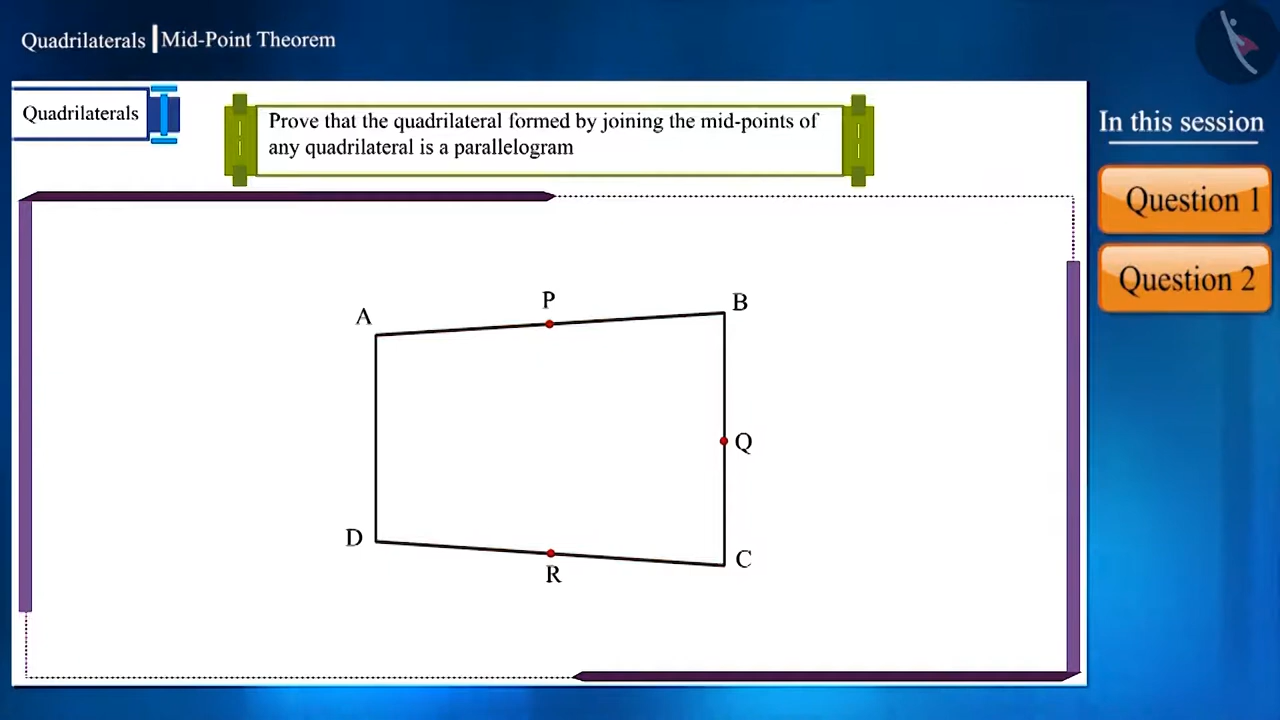 Quadrilaterals | Mid-Point Theorem
Quadrilaterals
Prove that the quadrilateral formed by joining the mid-points of
any quadrilateral is a parallelogram
In this session
Question 1
Question 2
A
P
B
Q
D
R
C